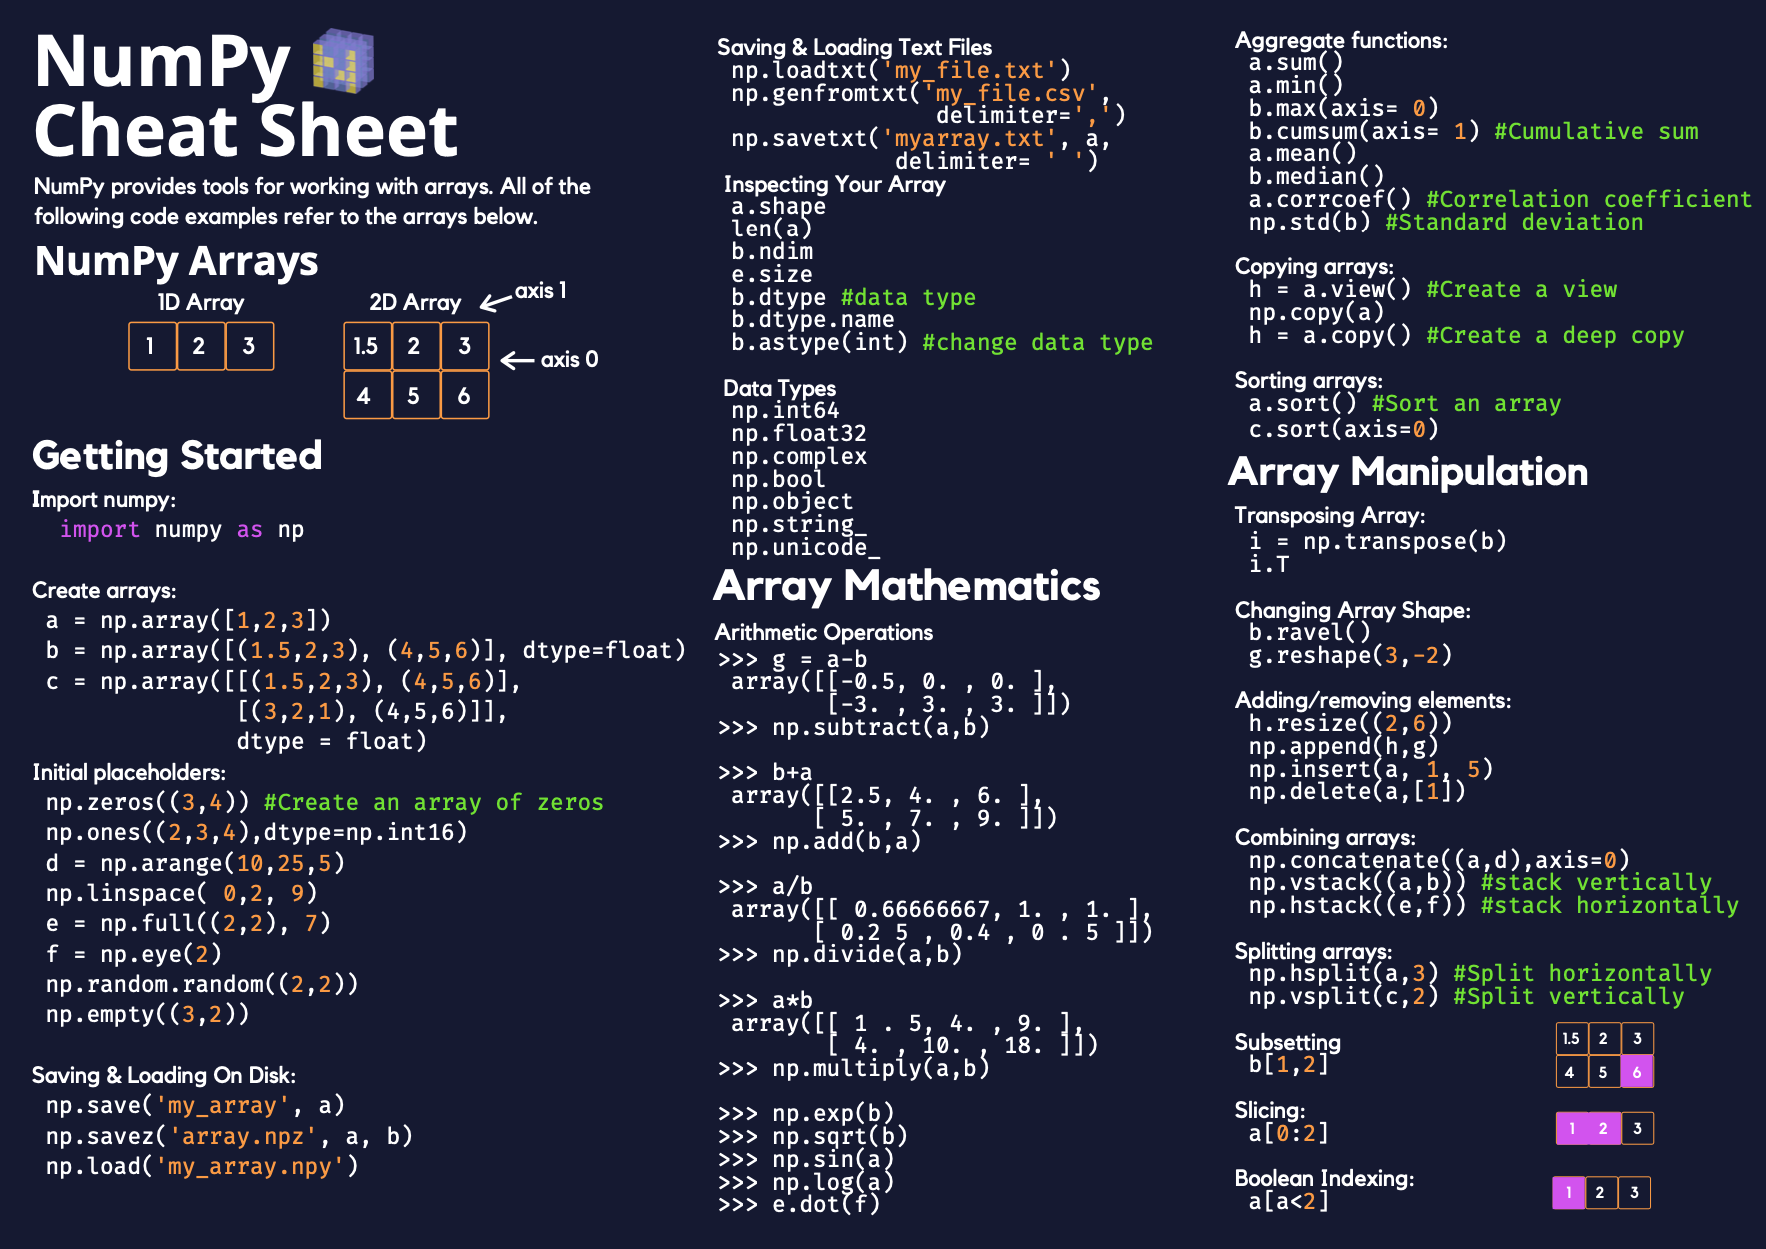 NumPy
Cheat Sheet
NumPy provides tools for working with arrays. All of the
following code examples refer to the arrays below.
NumPy Arrays
1D Array
2D Array
axis 1
1 2 3
1.5 2 3
axis 0
4 5 6
Getting Started
Import numpy:
import numpy as np
Create arrays:
a = np.array([1,2,3])
b = np.array([(1.5,2,3), (4,5,6)], dtype=float)
c = np.array([[(1.5,2,3), (4,5,6)],
[(3,2,1), (4,5,6)]],
dtype = float)
Initial placeholders:
np.zeros((3,4)) #Create an array of zeros
np.ones((2,3,4),dtype=np.int16)
d = np.arange(10,25,5)
np.linspace( 0,2, 9)
e = np.full((2,2), 7)
f = np.eye(2)
np.random.random((2,2))
np.empty((3,2))
Saving & Loading On Disk:
np.save('my_array', a)
np.savez('array.npz', a, b)
np.load('my_array.npy')
Saving & Loading Text Files
np.loadtxt('my_file.txt')
np.genfromtxt('my_file.csv',
delimiter=',')
np.savetxt('myarray.txt', a,
delimiter= ' ')
Inspecting Your Array
a.shape
len(a)
b.ndim
e.size
b.dtype #data type
b.dtype.name
b.astype(int) #change data type
Data Types
np.int64
np.float32
np.complex
np.bool
np.object
np.string_
np.unicode_
Array Mathematics
Arithmetic Operations
>>> g = a-b
array([[-0.5, 0. , 0. ],
[-3. , 3. , 3. ]])
>>> np.subtract(a,b)
>>> b+a
array([[2.5, 4. , 6. ],
[ 5. , 7. , 9. ]])
>>> np.add(b,a)
>>> a/b
array([[ 0.66666667, 1. , 1. ],
[ 0.2 5 , 0.4 , 0 . 5 ]])
>>> np.divide(a,b)
>>> a*b
array([[ 1 . 5, 4. , 9. ],
[ 4. , 10. , 18. ]])
>>> np.multiply(a,b)
>>> np.exp(b)
>>> np.sqrt(b)
>>> np.sin(a)
>>> np.log(a)
>>> e.dot(f)
Aggregate functions:
a.sum()
a.min()
b.max(axis= 0)
b.cumsum(axis= 1) #Cumulative sum
a.mean()
b.median()
a.corrcoef() #Correlation coefficient
np.std(b) #Standard deviation
Copying arrays:
h = a.view() #Create a view
np.copy(a)
h = a.copy() #Create a deep copy
Sorting arrays:
a.sort() #Sort an array
c.sort(axis=0)
Array Manipulation
Transposing Array:
i = np.transpose(b)
i.T
Changing Array Shape:
b.ravel()
g.reshape(3,-2)
Adding/removing elements:
h.resize((2,6))
np.append(h,g)
np.insert(a, 1, 5)
np.delete(a,[1])
Combining arrays:
np.concatenate((a,d),axis=0)
np.vstack((a,b)) #stack vertically
np.hstack((e,f)) #stack horizontally
Splitting arrays:
np.hsplit(a,3) #Split horizontally
np.vsplit(c,2) #Split vertically
Subsetting
b[1,2]
1.5 2 3
4 5 6
Slicing:
a[0:2]
1 2 3
Boolean Indexing:
a[a<2]
1 2 3